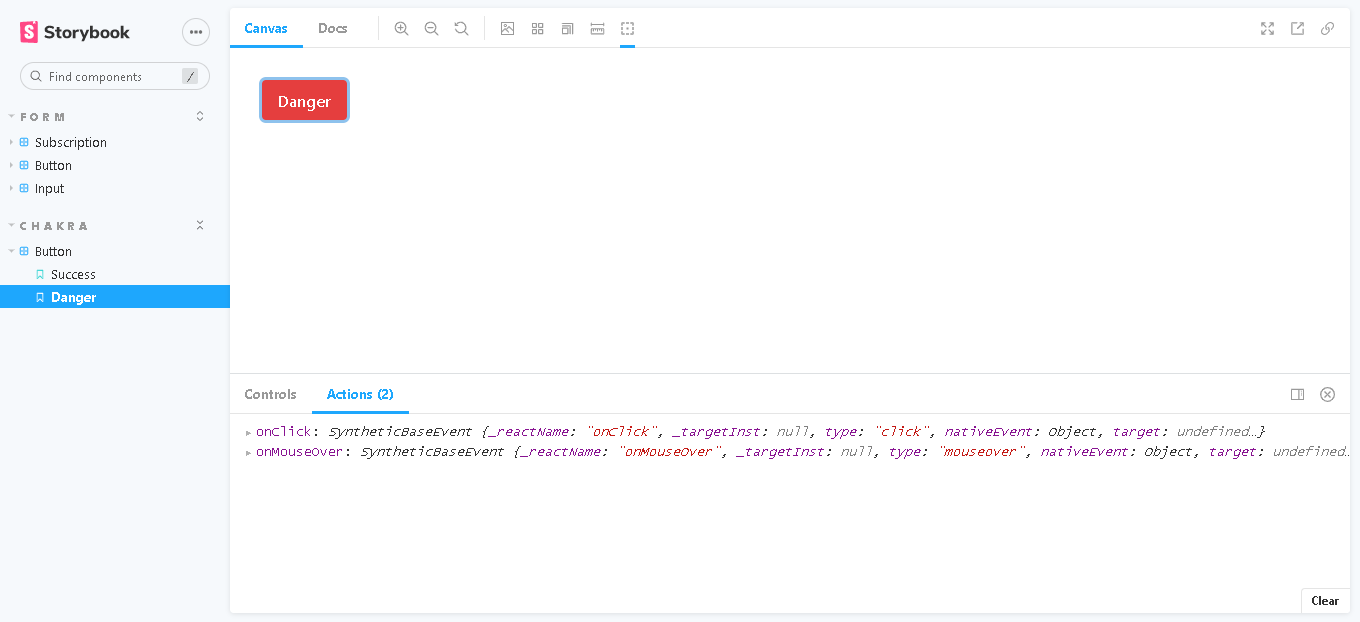 Storybook
Find components /
FORM
Subscription
Button
Input
CHAKRA
Button
Success
Danger
Canvas Docs
Danger
Controls Actions (2)
onClick: SyntheticBaseEvent {_reactName: "onClick", _targetInst: null, type: "click", nativeEvent: Object, target: undefined…}
onMouseOver: SyntheticBaseEvent {_reactName: "onMouseOver", _targetInst: null, type: "mouseover", nativeEvent: Object, target: undefined…
Clear